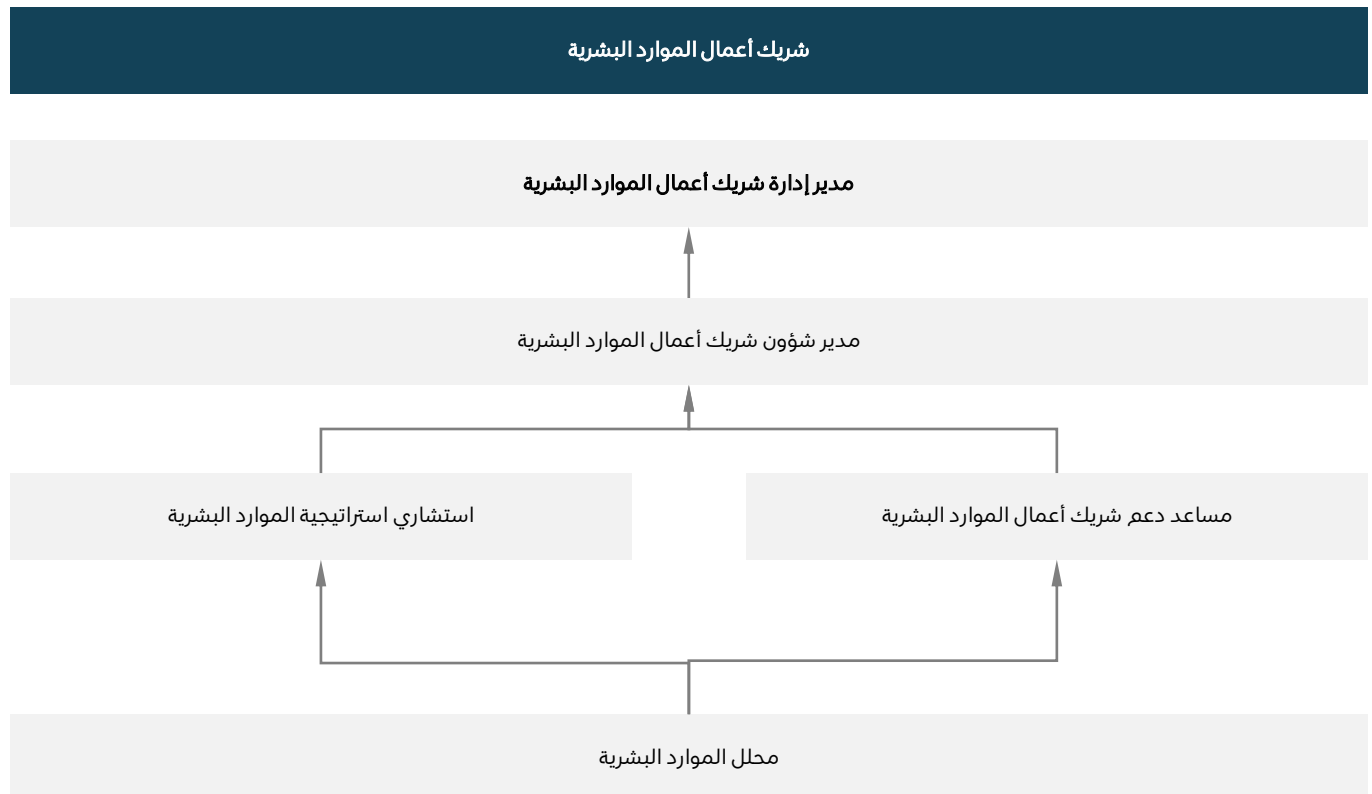 شريك أعمال الموارد البشرية
مدير إدارة شريك أعمال الموارد البشرية
مدير شؤون شريك أعمال الموارد البشرية
مساعد دعم شريك أعمال الموارد البشرية
استشاري استراتيجية الموارد البشرية
محلل الموارد البشرية